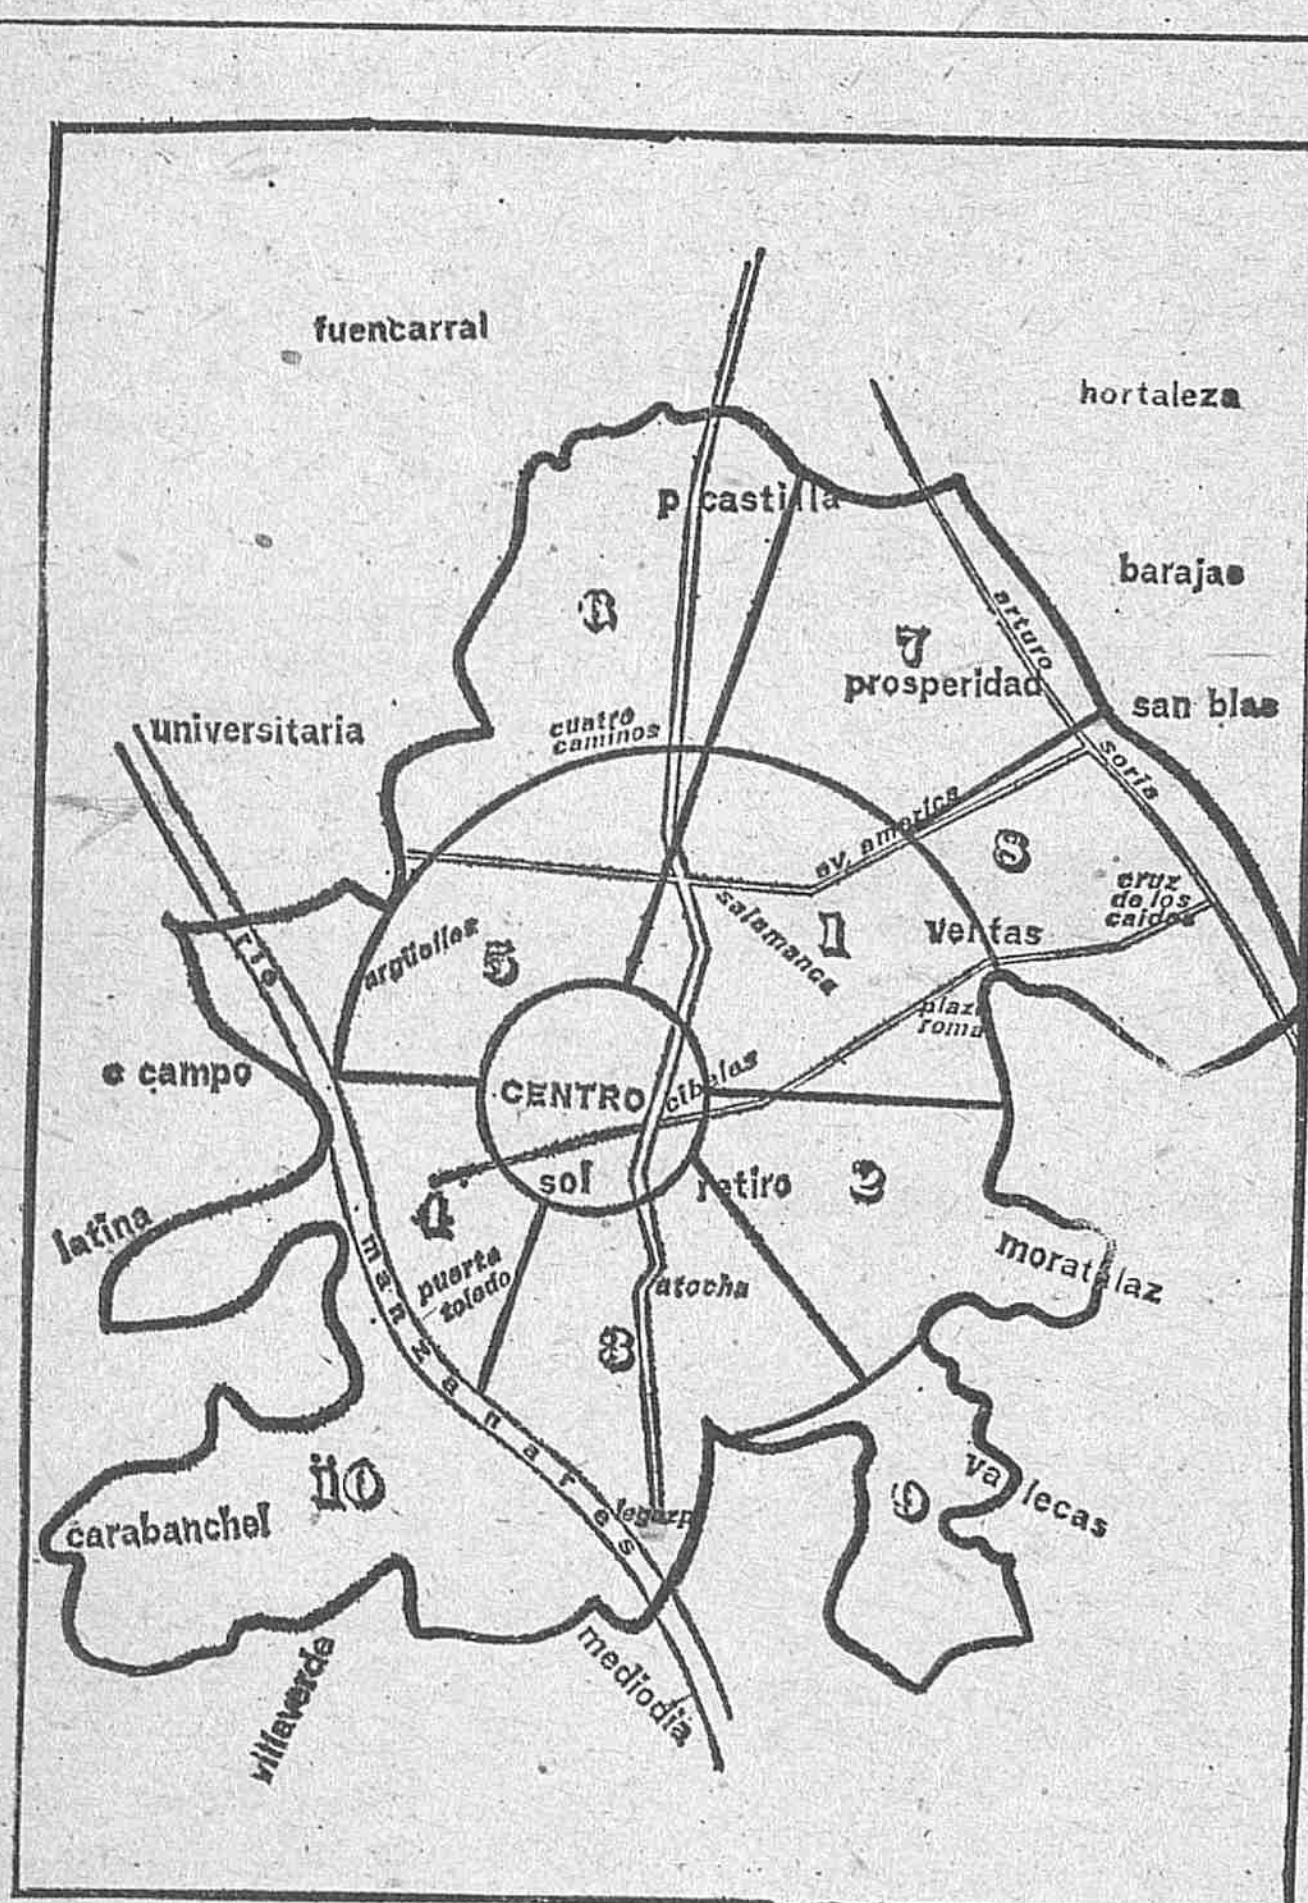 fuencarral
hortaleza
p castilla
barajas
arturo
7
prosperidad
san blas
cuatro
caminos
universitaria
soria
av. america
8
cruz
de los
caidos
salamanca
1
ventas
argüelles
5
rio
plaza
roma
e campo
CENTRO
cibeles
sol
retiro
2
4
latina
moratalaz
puerta
toledo
atocha
manzanares
3
10
9
vallecas
carabanchel
legazpi
mediodia
villaverde